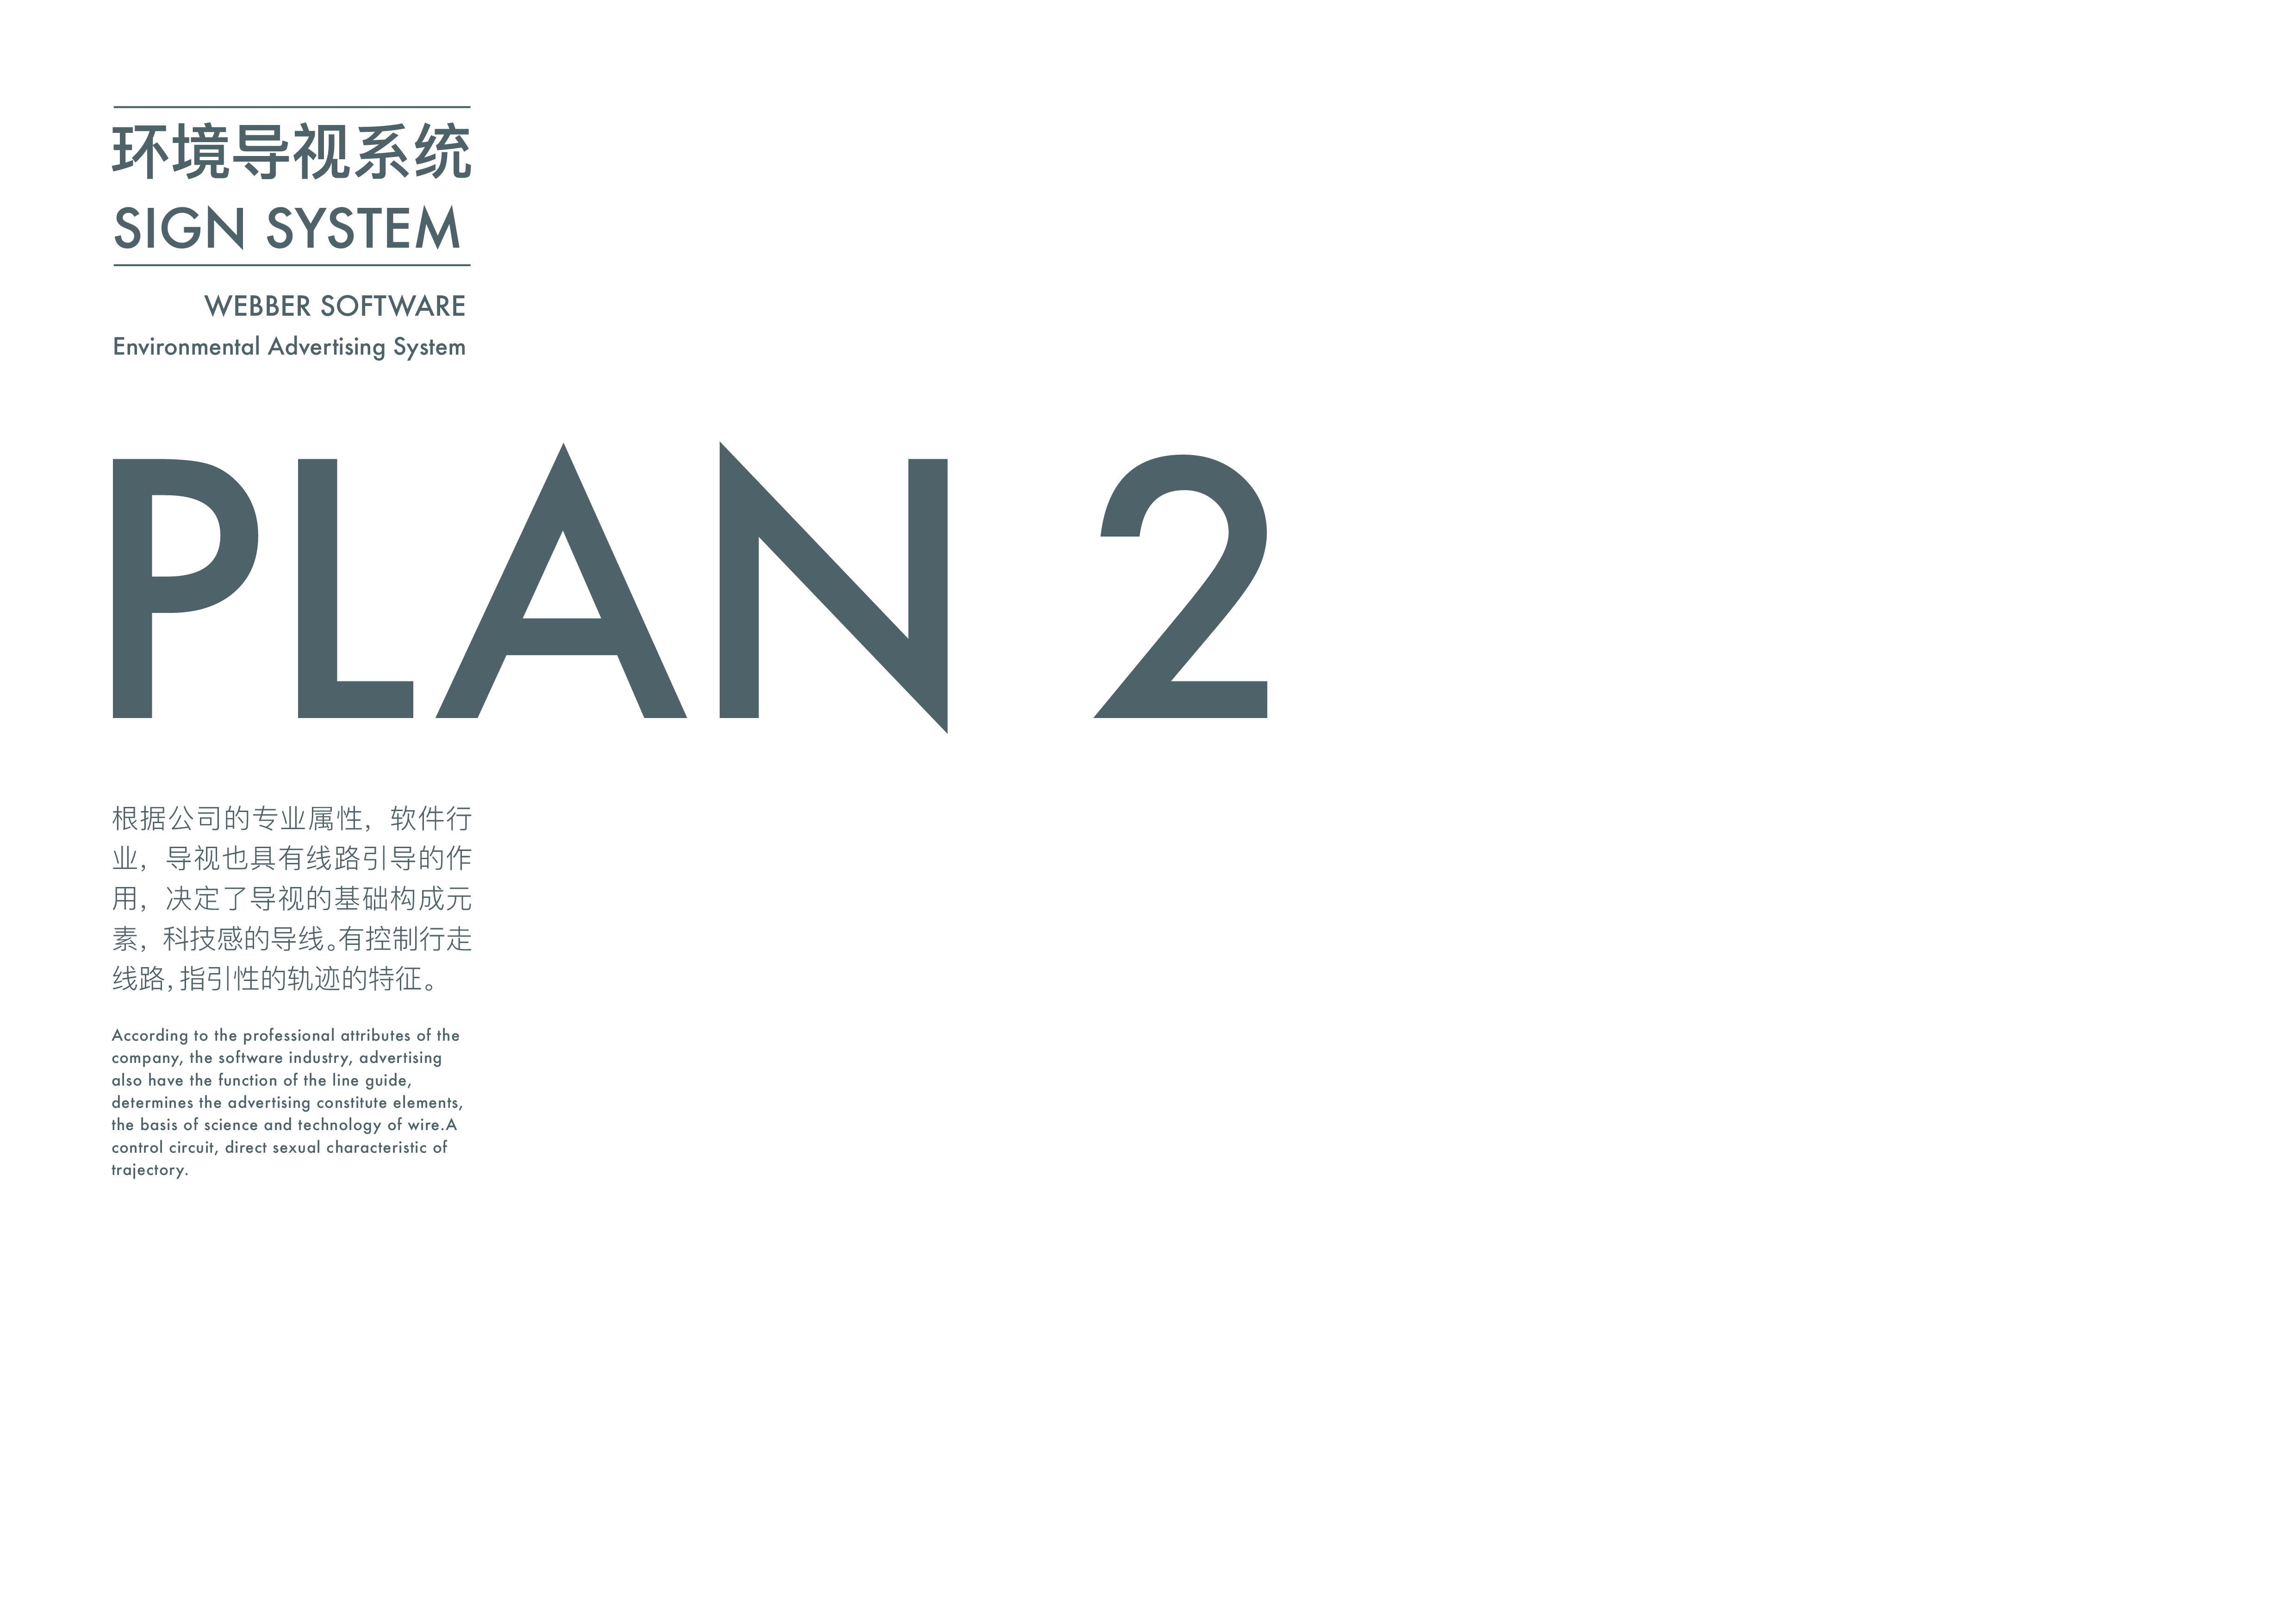 环境导视系统
SIGN SYSTEM
WEBBER SOFTWARE
Environmental Advertising System
PLAN 2
根据公司的专业属性，软件行
业，导视也具有线路引导的作
用，决定了导视的基础构成元
素，科技感的导线。有控制行走
线路，指引性的轨迹的特征。
According to the professional attributes of the
company, the software industry, advertising
also have the function of the line guide,
determines the advertising constitute elements,
the basis of science and technology of wire.A
control circuit, direct sexual characteristic of
trajectory.